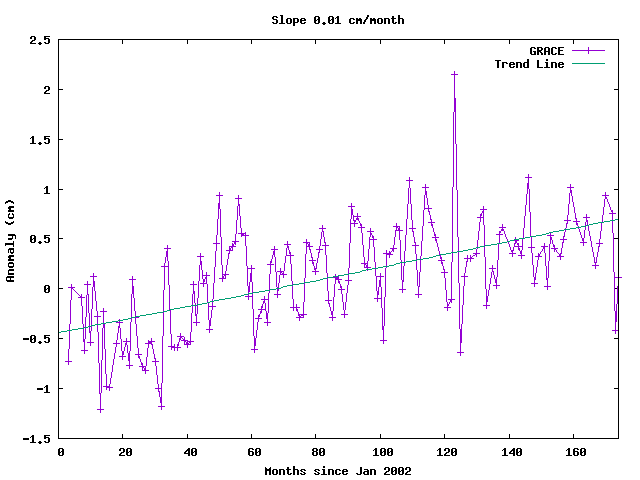 Slope 0.01 cm/month
GRACE
Trend Line
2.5
2
1.5
1
0.5
0
-0.5
-1
-1.5
Anomaly (cm)
0 20 40 60 80 100 120 140 160
Months since Jan 2002